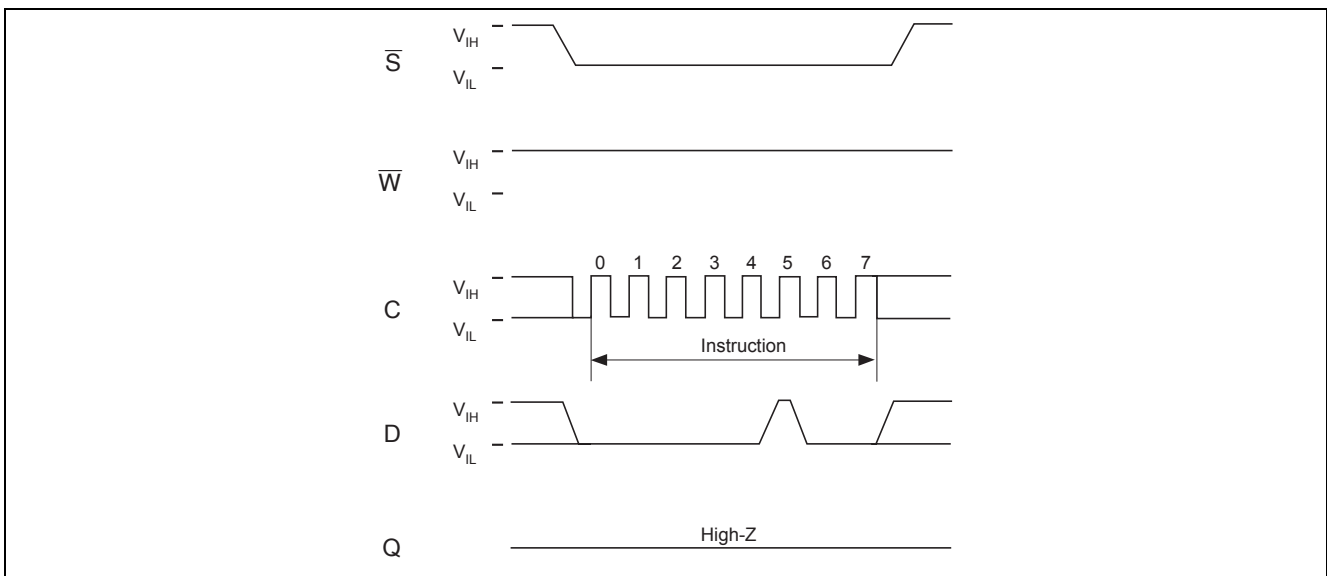 S̅
V_IH
V_IL
W̅
V_IH
V_IL
C
V_IH
V_IL
0 1 2 3 4 5 6 7
Instruction
D
V_IH
V_IL
Q
High-Z